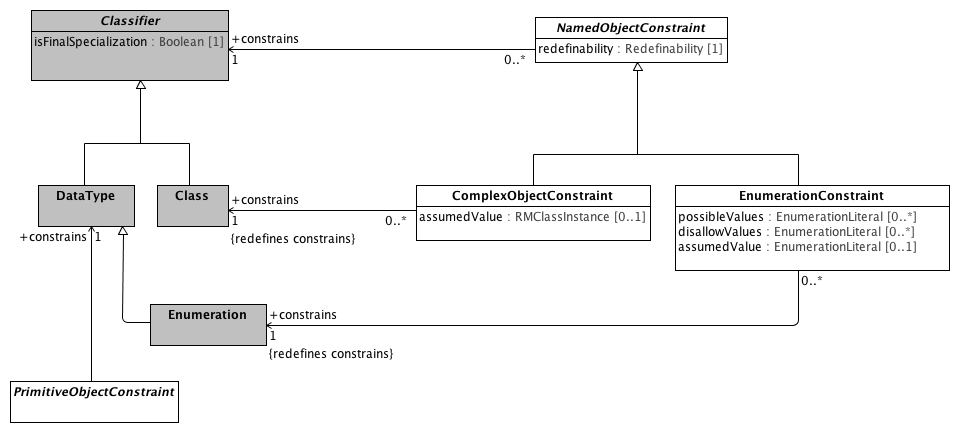 Classifier
isFinalSpecialization : Boolean [1]
NamedObjectConstraint
redefinability : Redefinability [1]
+constrains
1
0..*
DataType
Class
ComplexObjectConstraint
assumedValue : RMClassInstance [0..1]
EnumerationConstraint
possibleValues : EnumerationLiteral [0..*]
disallowValues : EnumerationLiteral [0..*]
assumedValue : EnumerationLiteral [0..1]
+constrains
1
0..*
{redefines constrains}
+constrains
1
0..*
Enumeration
+constrains
1
{redefines constrains}
PrimitiveObjectConstraint